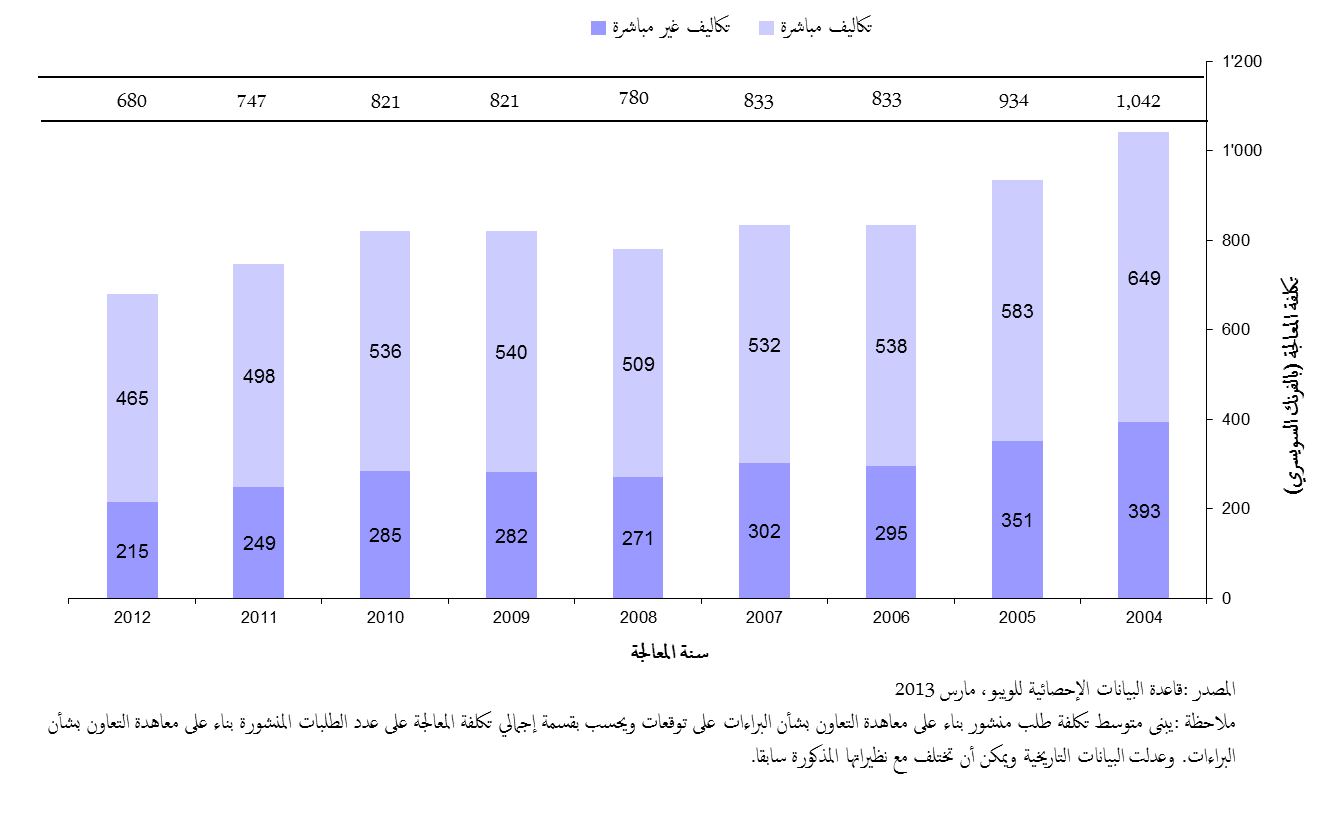 تكاليف مباشرة تكاليف غير مباشرة
1'200
1,042 934 833 833 780 821 821 747 680
1'000
800
600
400
200
0
تكلفة المعالجة (بالفرنك السويسري)
649 583 538 532 509 540 536 498 465
393 351 295 302 271 282 285 249 215
2004 2005 2006 2007 2008 2009 2010 2011 2012
سنة المعالجة
المصدر :قاعدة البيانات الإحصائية للويبو، مارس 2013
ملاحظة :يبنى متوسط تكلفة طلب منشور بناء على معاهدة التعاون بشأن البراءات على توقعات ويحسب بقسمة إجمالي تكلفة المعالجة على عدد الطلبات المنشورة بناء على معاهدة التعاون بشأن
البراءات. وعدلت البيانات التاريخية ويمكن أن تختلف مع نظيراتها المذكورة سابقا.